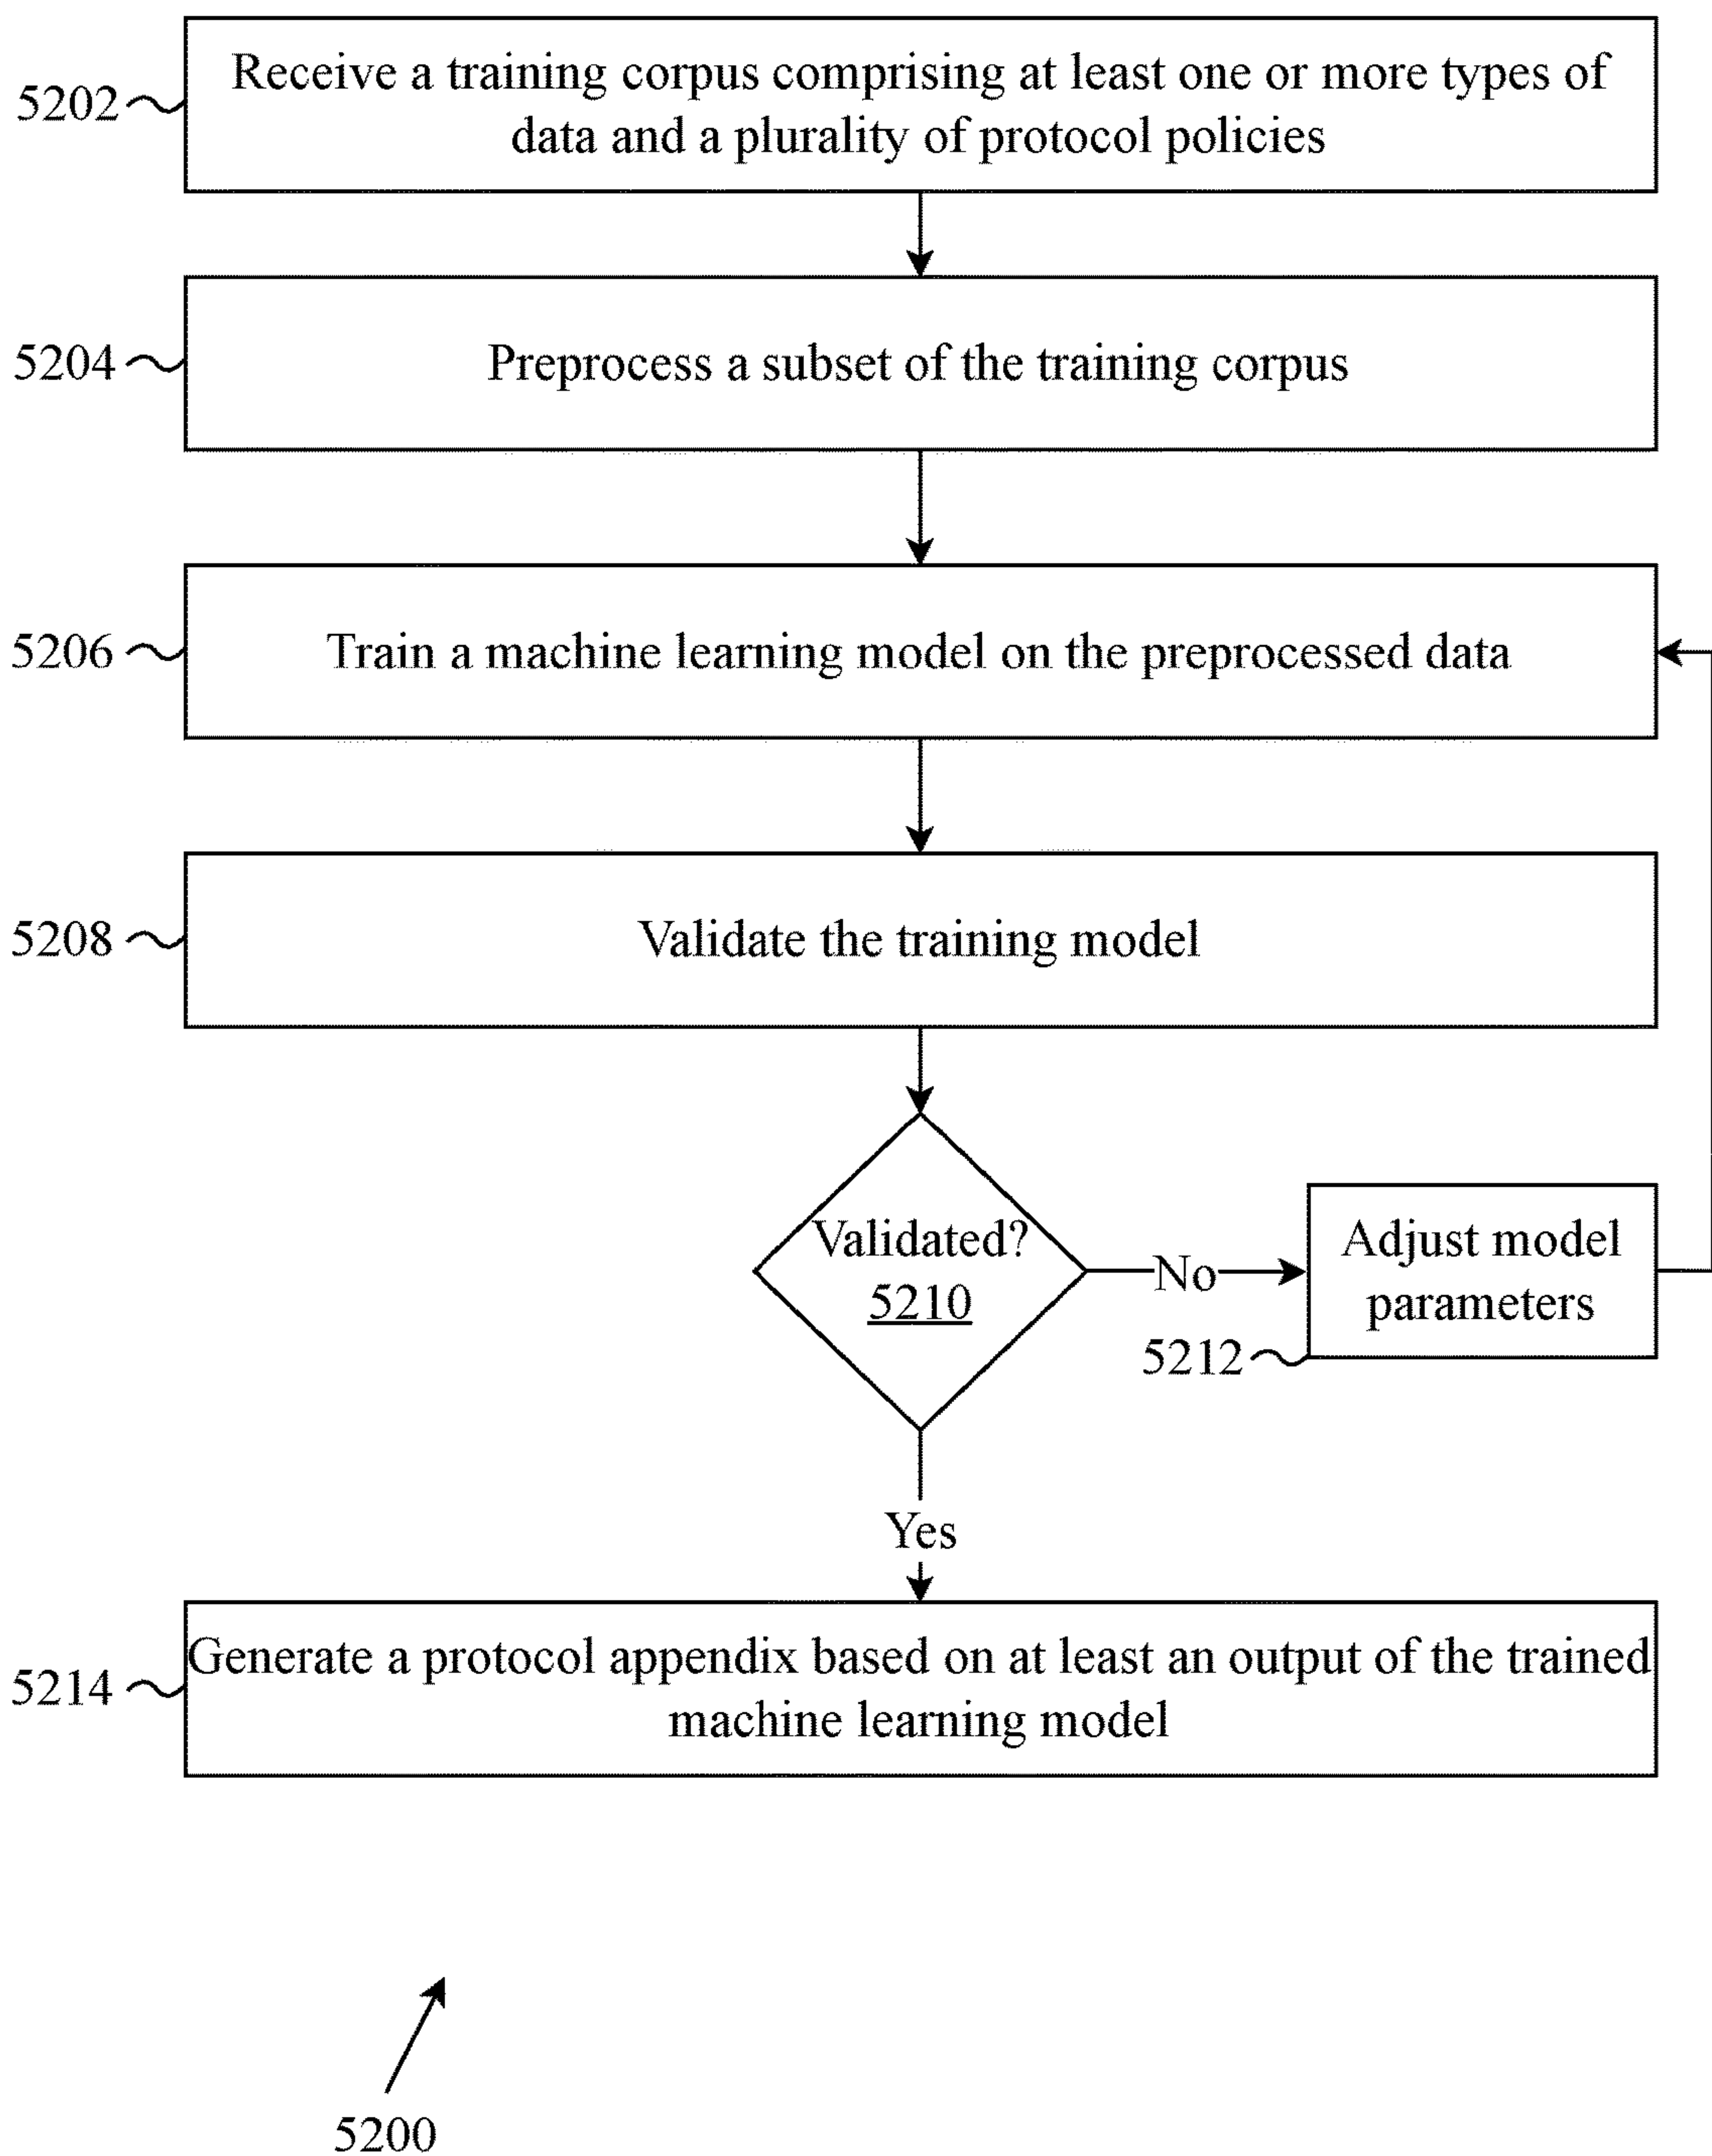 Receive a training corpus comprising at least one or more types of
5202
data and a plurality of protocol policies
5204
Preprocess a subset of the training corpus
5206
Train a machine learning model on the preprocessed data
5208
Validate the training model
Validated?
5210
No
Adjust model
parameters
5212
Yes
Generate a protocol appendix based on at least an output of the trained
5214
machine learning model
5200